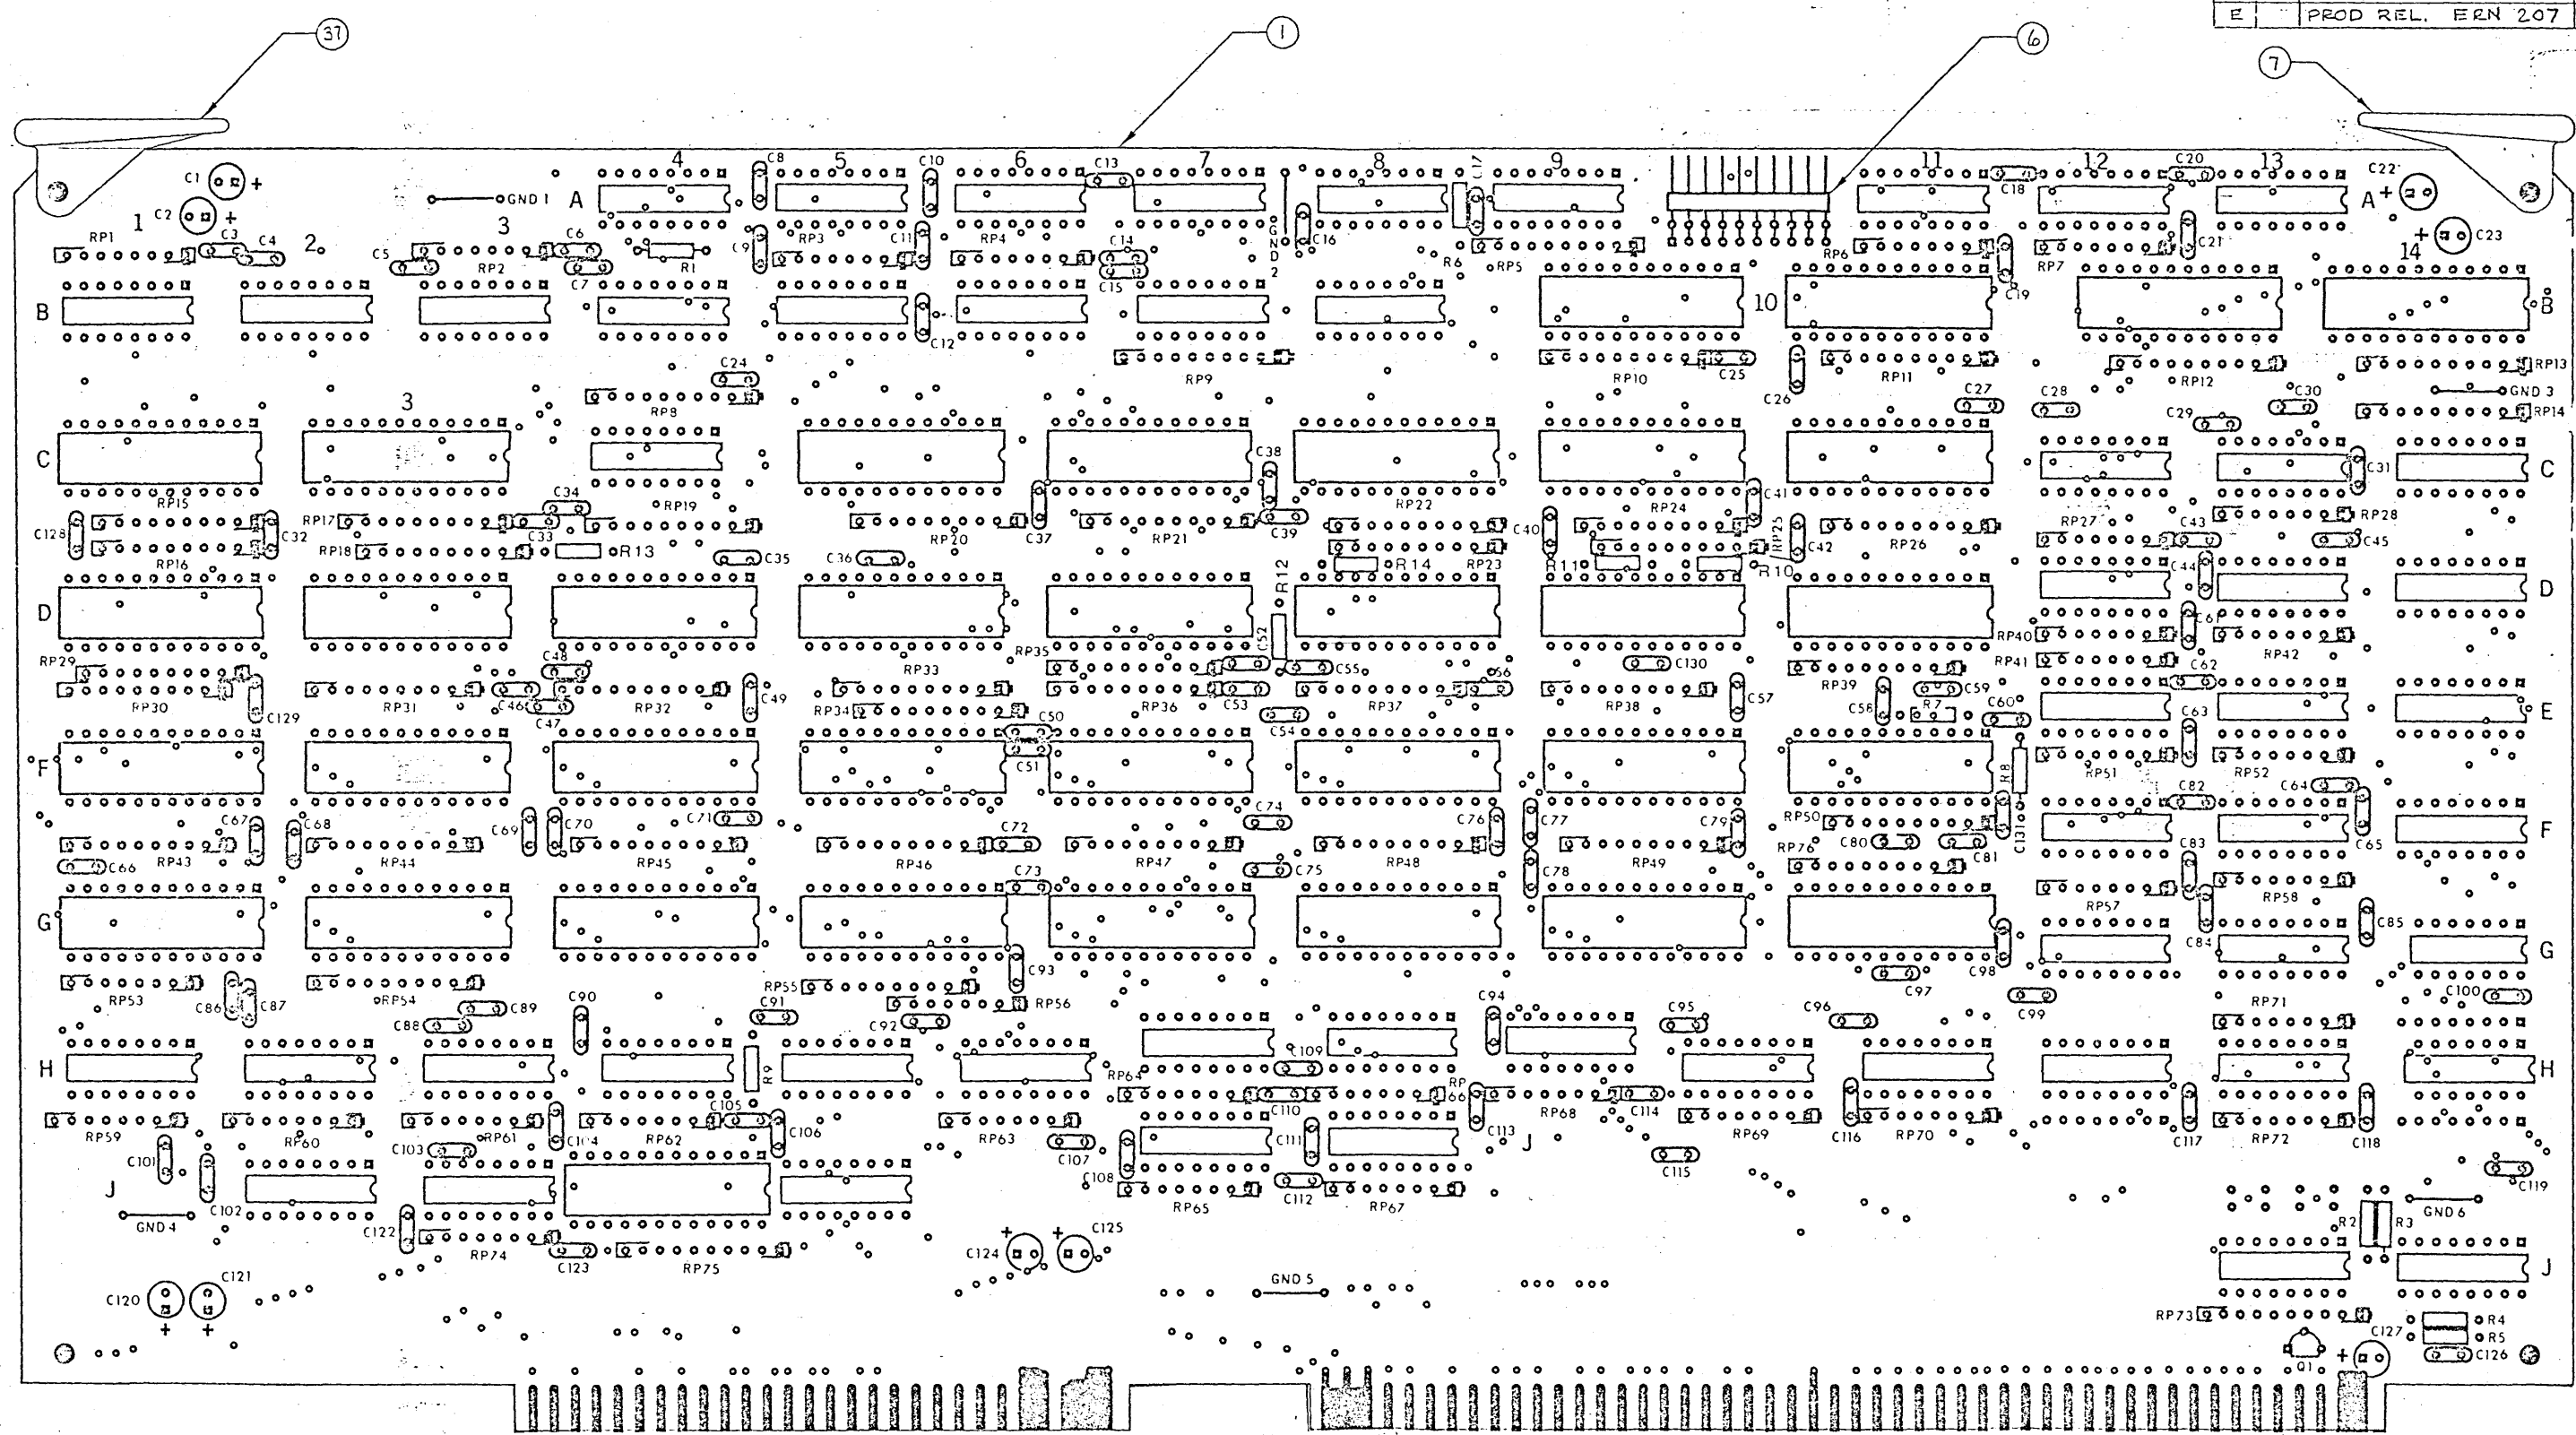 E PROD REL. ERN 207
37 1 6 7
4 C8 5 C10 6 C13 7 8 C17 9 11 12 C20 13 C22
C1 + GND 1 A C18 A +
C2 + 1 3 RP1 C3 C4 2 C5 C6 C7 RP2 R1 C9 RP3 C11 RP4 C14 C15 GND 2 C16 R6 RP5 RP6 C19 RP7 C21 14 + C23
B C12 10 B
C24 RP9 RP10 C25 C26 RP11 C27 C28 RP12 C29 C30 RP13
3 RP8 GND 3 RP14
C C38 C31 C
RP15 C34 RP19 RP22 RP24 C41
C128 C32 RP17 C33 RP20 C37 RP21 C39 C40 RP25 C42 RP26 RP27 C43 RP28
RP16 RP18 R13 C35 C36 R12 R14 RP23 R11 R10 C44 C45
D C61 D
RP29 C48 RP33 RP35 C52 C55 C56 C130 RP39 C59 RP40 RP41 C62 RP42
RP30 C129 RP31 C46 C47 RP32 C49 RP34 C50 RP36 C53 C54 RP37 RP38 C57 C58 R7 C60 C63 E
F C51 R8 RP51 RP52 C64
C67 C68 C69 C70 C71 C72 C74 C76 C77 C79 RP50 C131 C82 C65 F
C66 RP43 RP44 RP45 RP46 C73 RP47 C75 RP48 C78 RP49 RP76 C80 C81 C83
G RP57 RP58 C84 C85 G
RP53 C86 C87 RP54 C89 C90 RP55 C93 RP56 C94 C97 C98 RP71 C100
C88 C91 C92 C95 C96 C99
H R9 RP64 C109 H
RP59 RP60 RP61 C104 C105 RP62 C106 RP63 C110 RP66 RP68 C114 RP69 C116 RP70 C117 RP72 C118
C101 C103 C107 C108 C111 C113 J C115
J C102 C112 C119
GND 4 C122 RP74 C123 RP75 + C124 + C125 RP65 RP67 R2 R3 GND 6
C120 + C121 + GND 5 J
RP73 R4
C127 R5
Q1 + C126